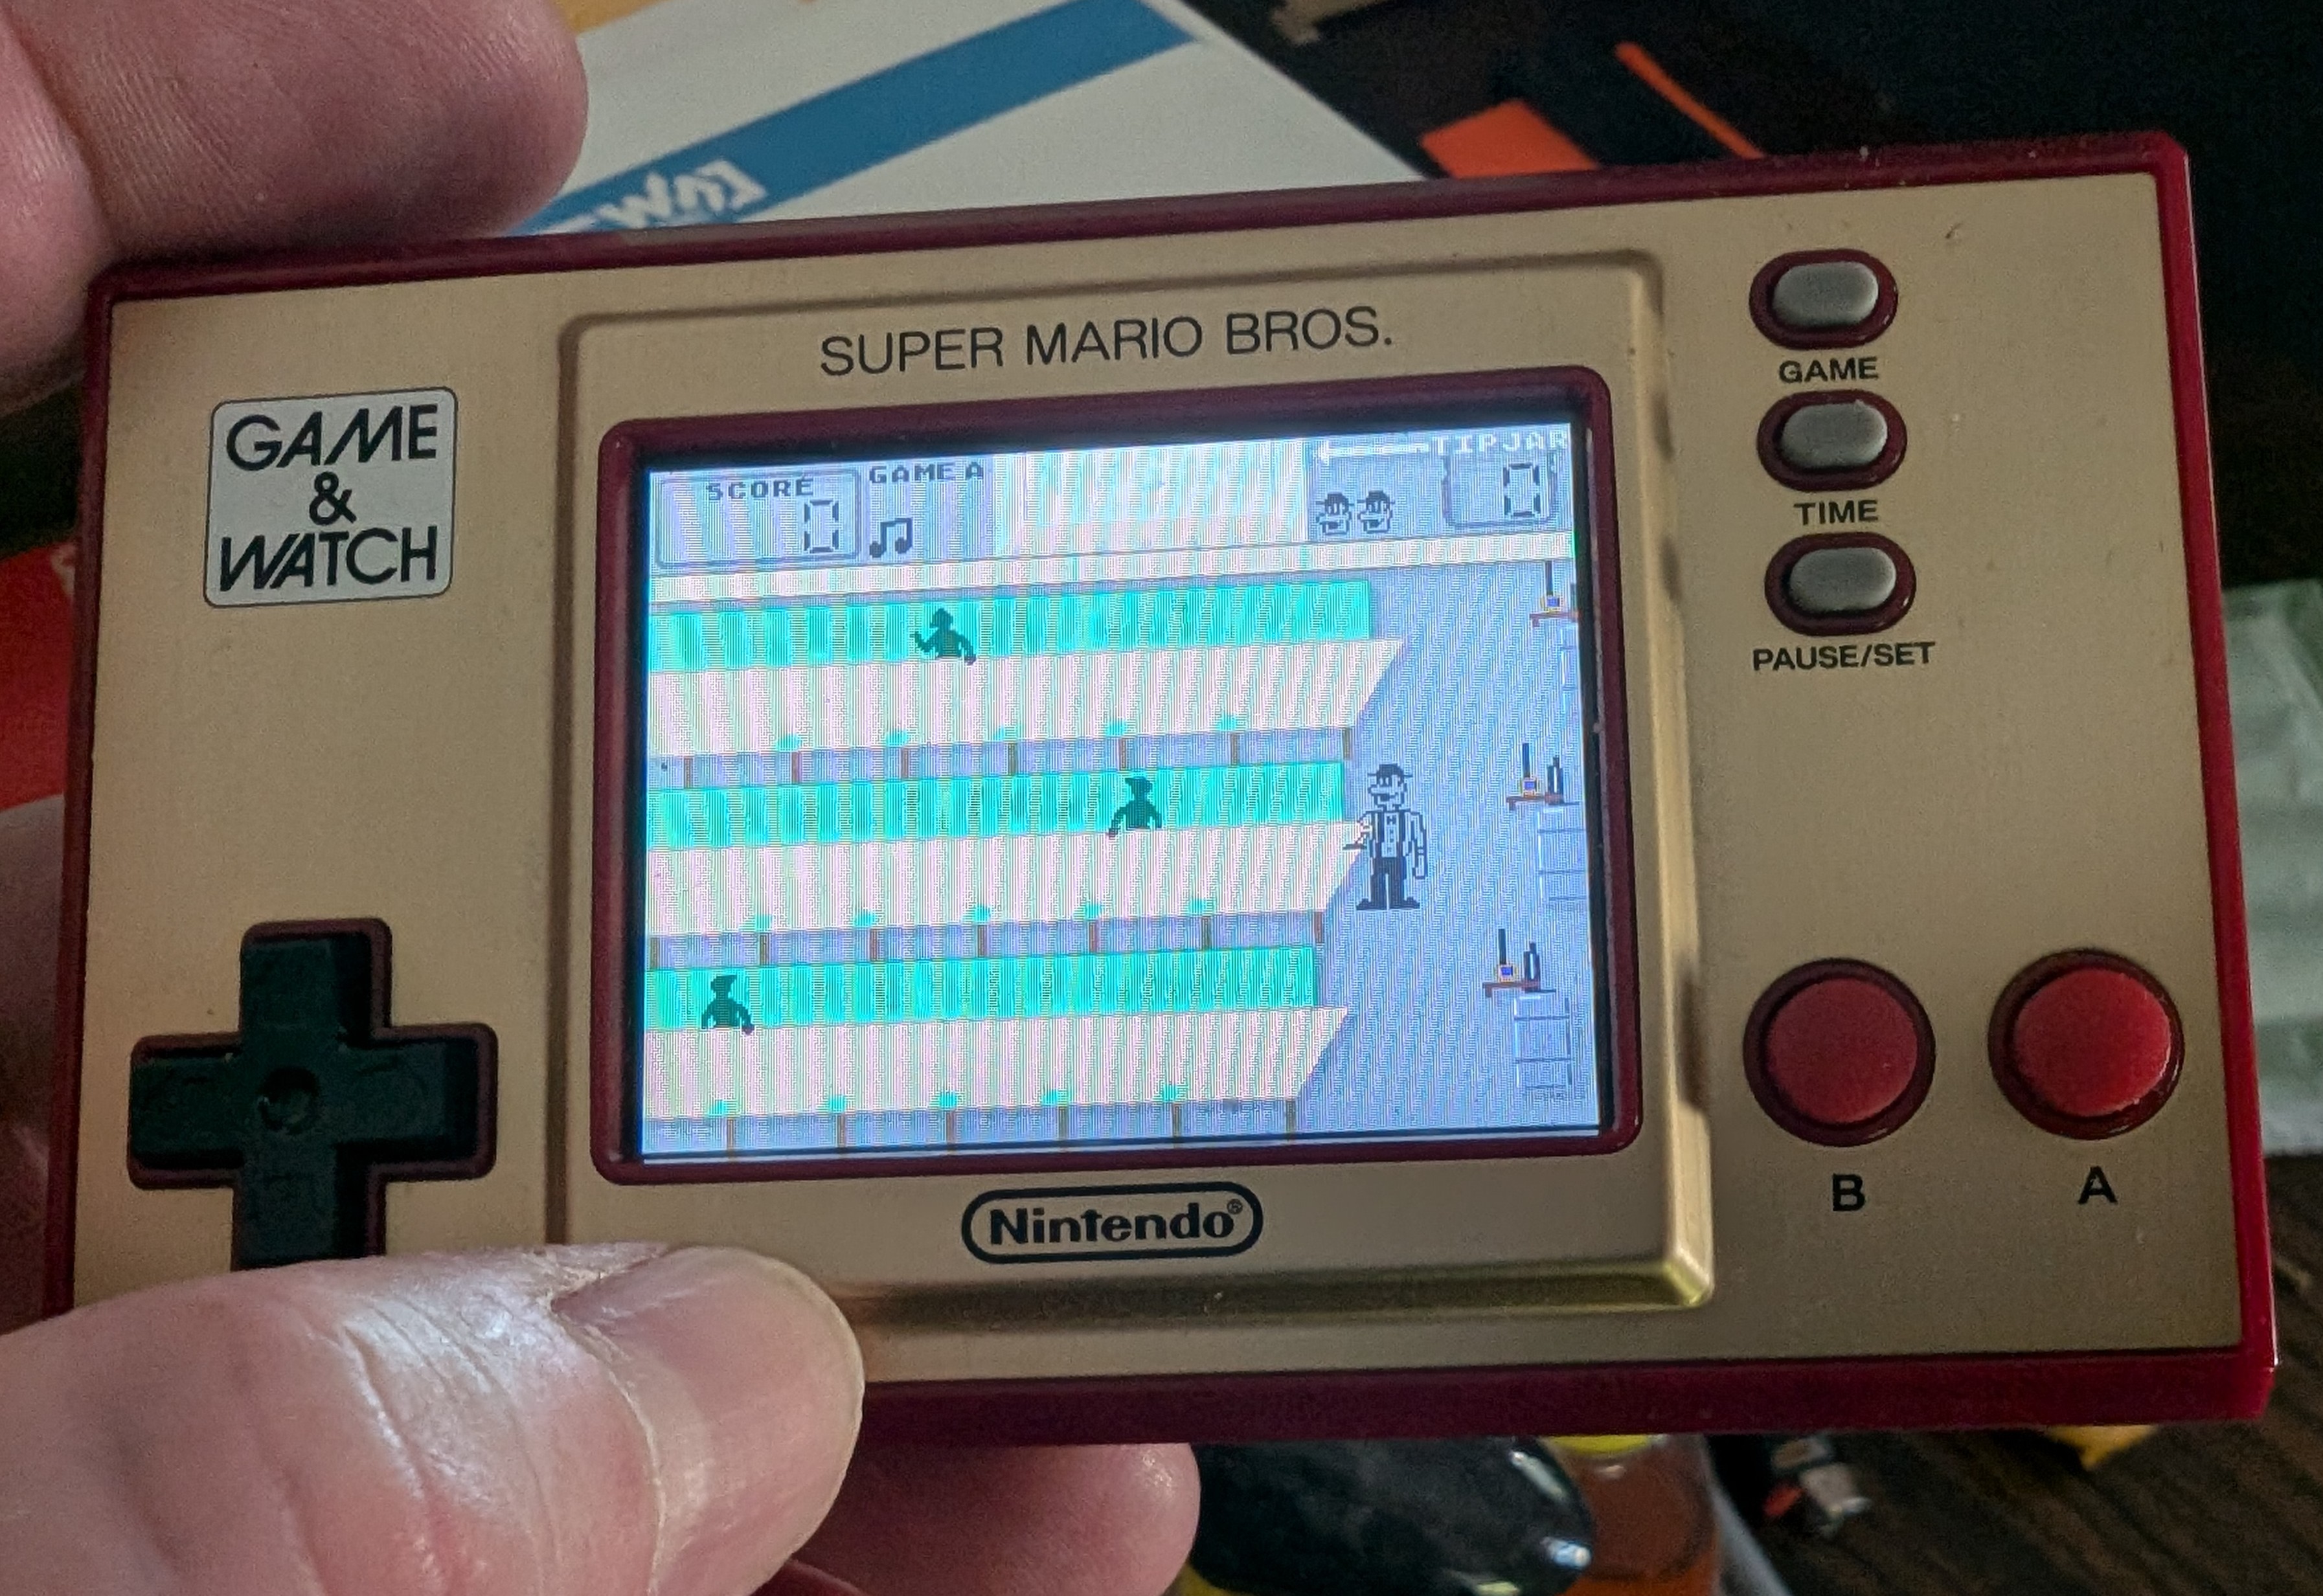 SUPER MARIO BROS.
GAME
&
WATCH
SCORE
0
GAME A
TIPJAR
0
GAME
TIME
PAUSE/SET
B
A
Nintendo®